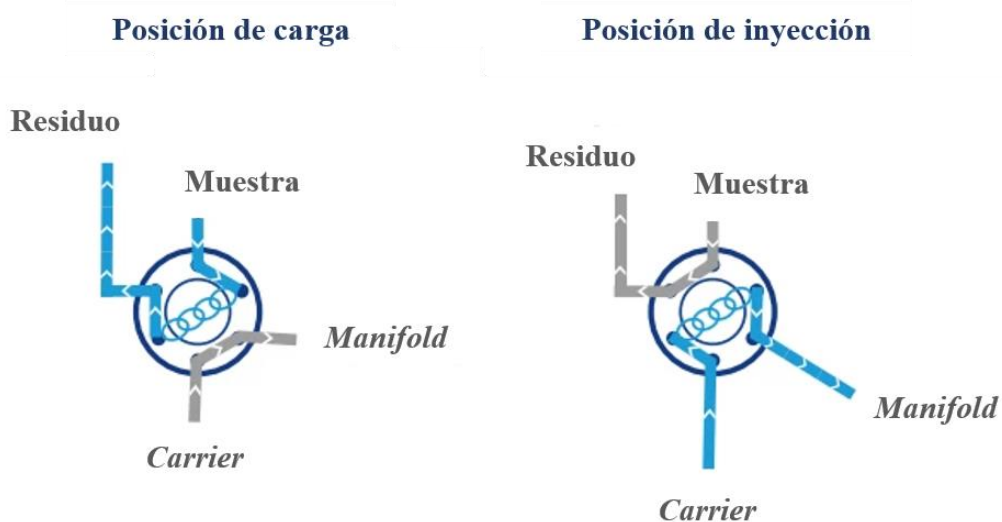 Posición de carga
Residuo
Muestra
Manifold
Carrier
Posición de inyección
Residuo
Muestra
Manifold
Carrier